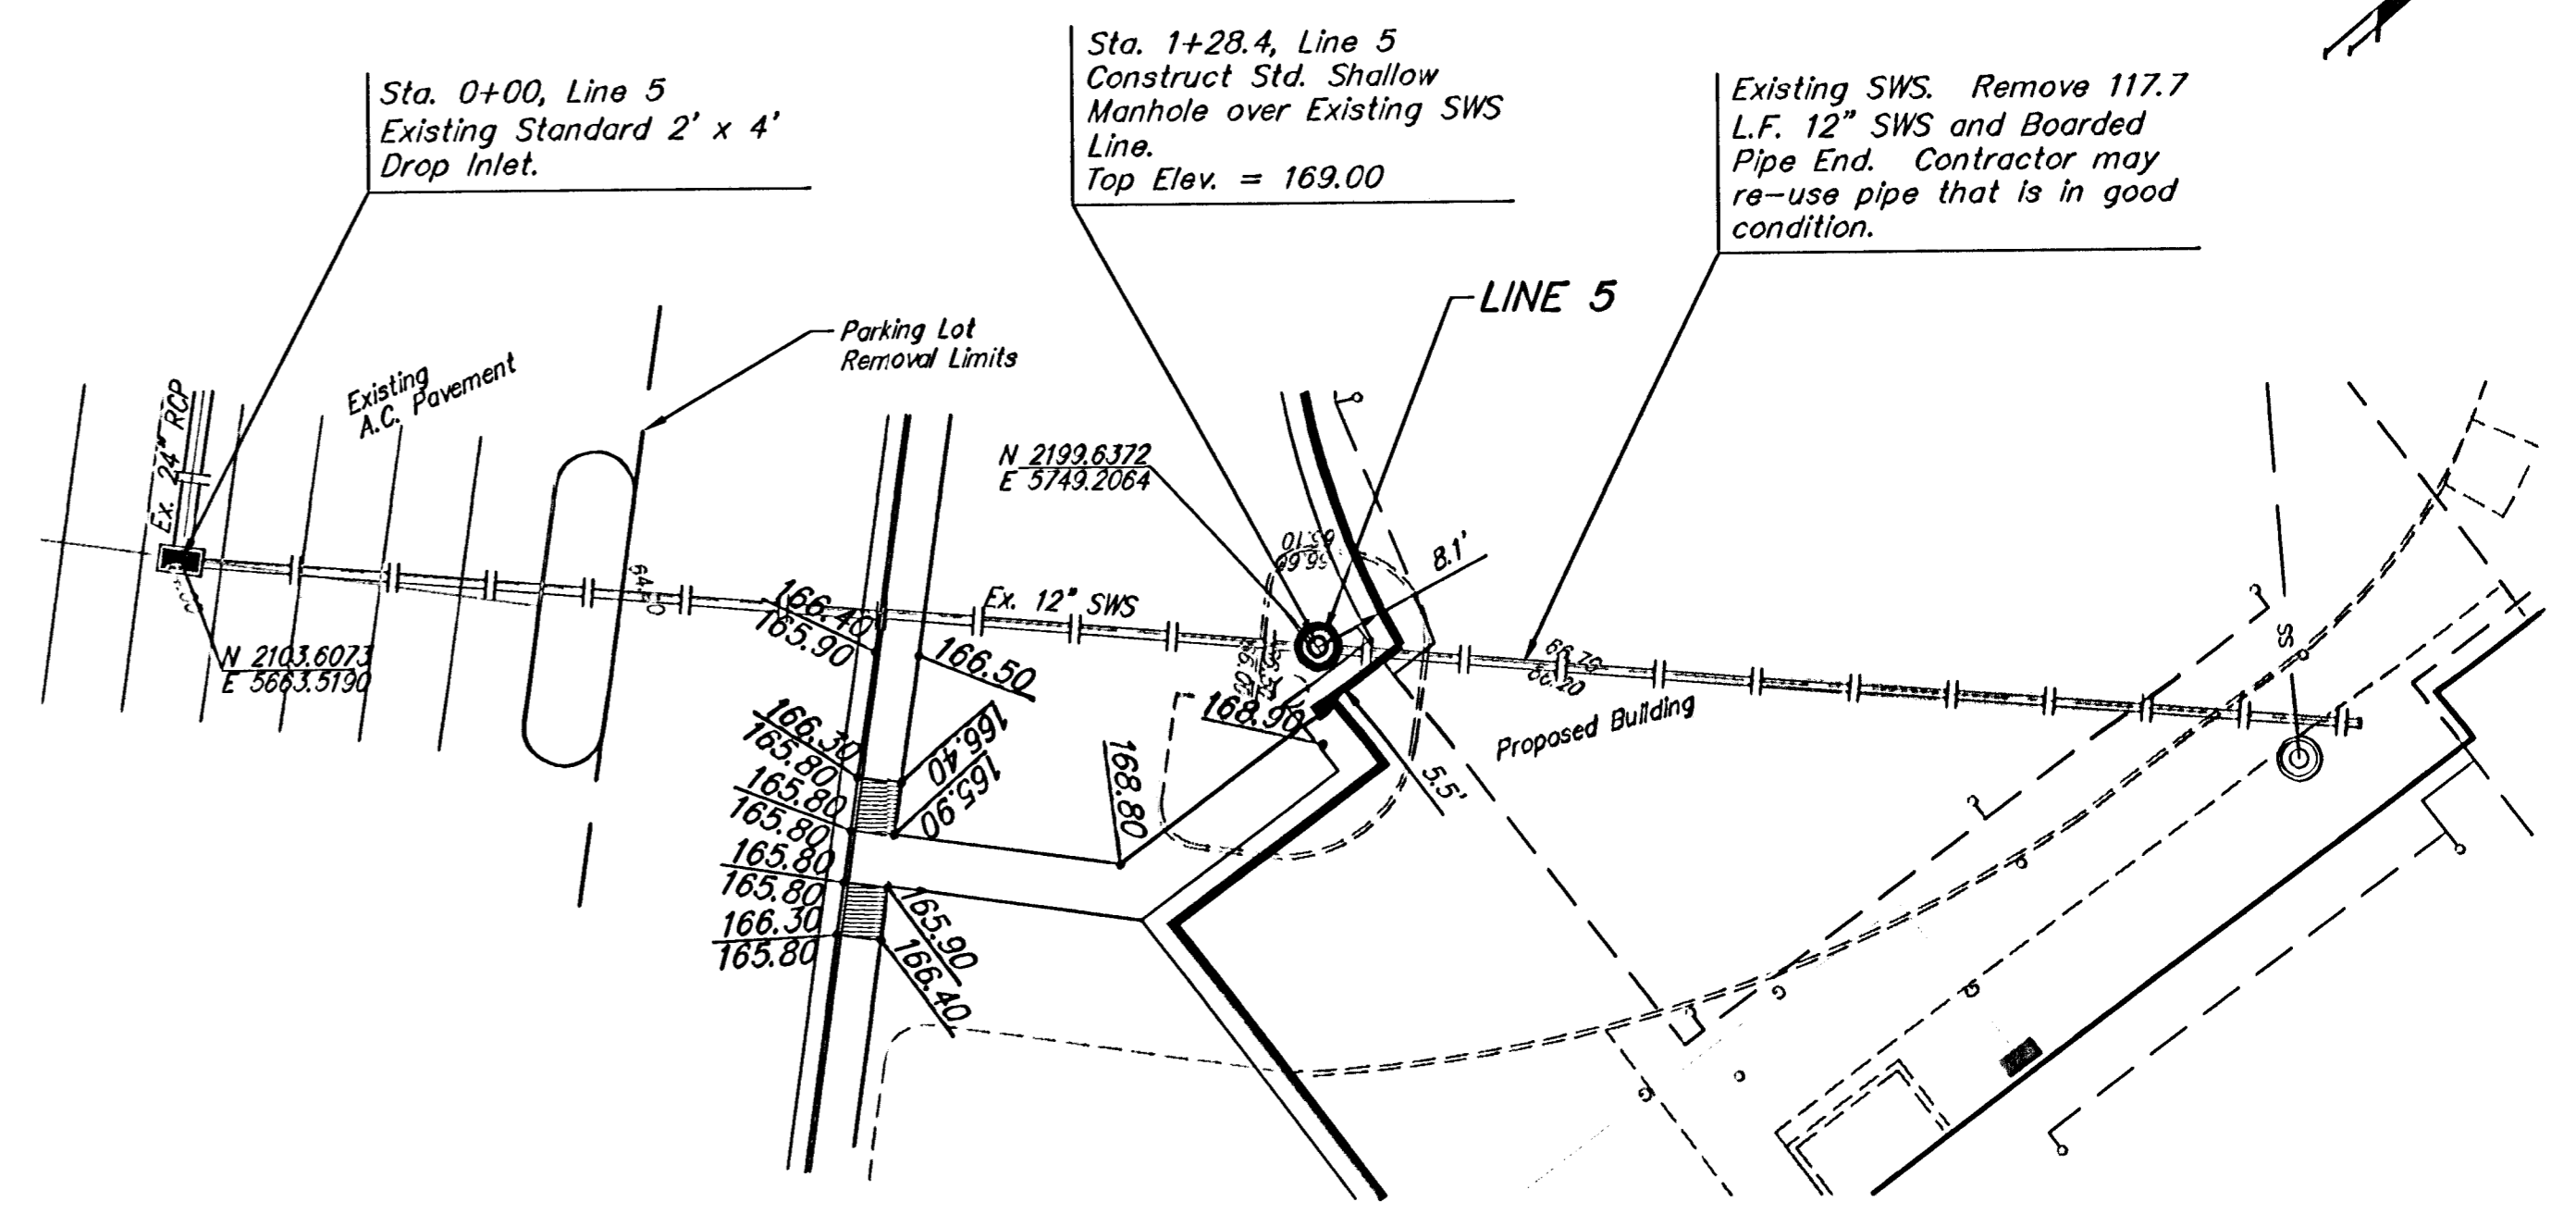 Sta. 0+00, Line 5
Existing Standard 2' x 4'
Drop Inlet.
Sta. 1+28.4, Line 5
Construct Std. Shallow
Manhole over Existing SWS
Line.
Top Elev. = 169.00
Existing SWS. Remove 117.7
L.F. 12" SWS and Boarded
Pipe End. Contractor may
re-use pipe that is in good
condition.
LINE 5
Parking Lot
Removal Limits
Existing
A.C. Pavement
Ex. 24" RCP
N 2199.6372
E 5749.2064
8.1'
N 2103.6073
E 5663.5190
Ex. 12" SWS
166.40
165.90
166.50
168.90
Proposed Building
SS
5.5'
166.30
165.80
166.40
165.90
168.80
165.80
165.80
165.80
165.80
166.30
165.80
165.90
166.40
G
G
G